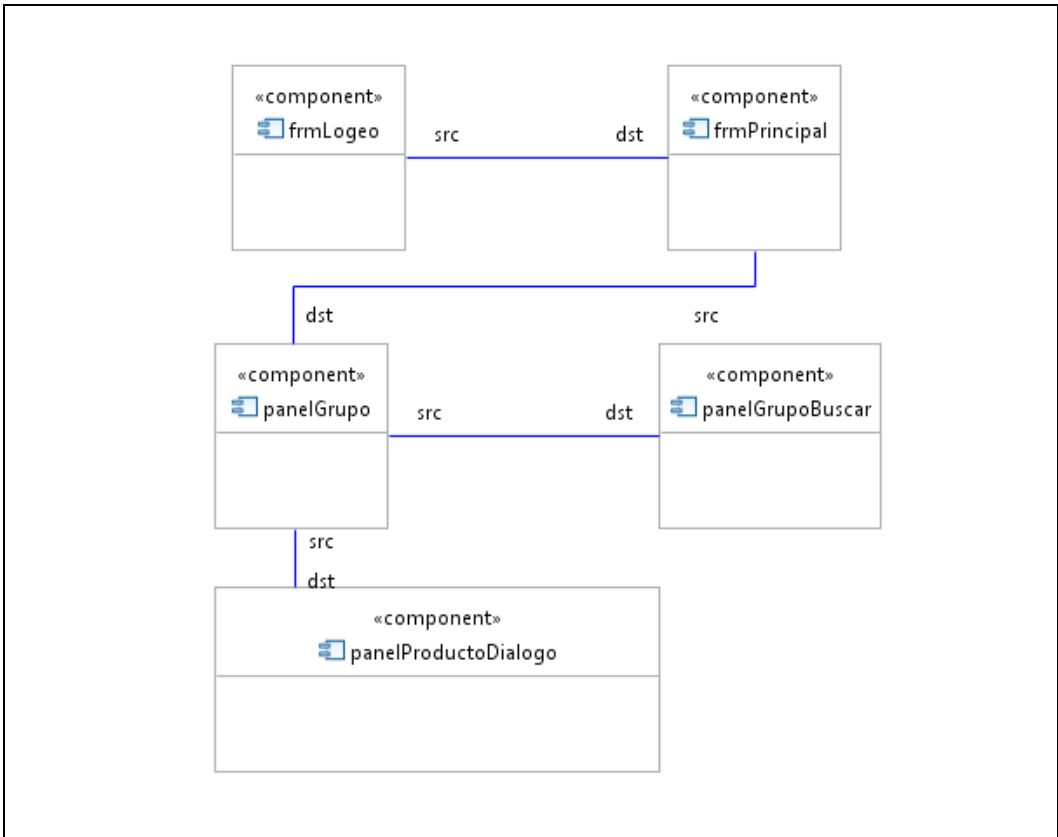 «component»
frmLogeo
src
dst
«component»
frmPrincipal
dst
src
«component»
panelGrupo
src
dst
«component»
panelGrupoBuscar
src
dst
«component»
panelProductoDialogo